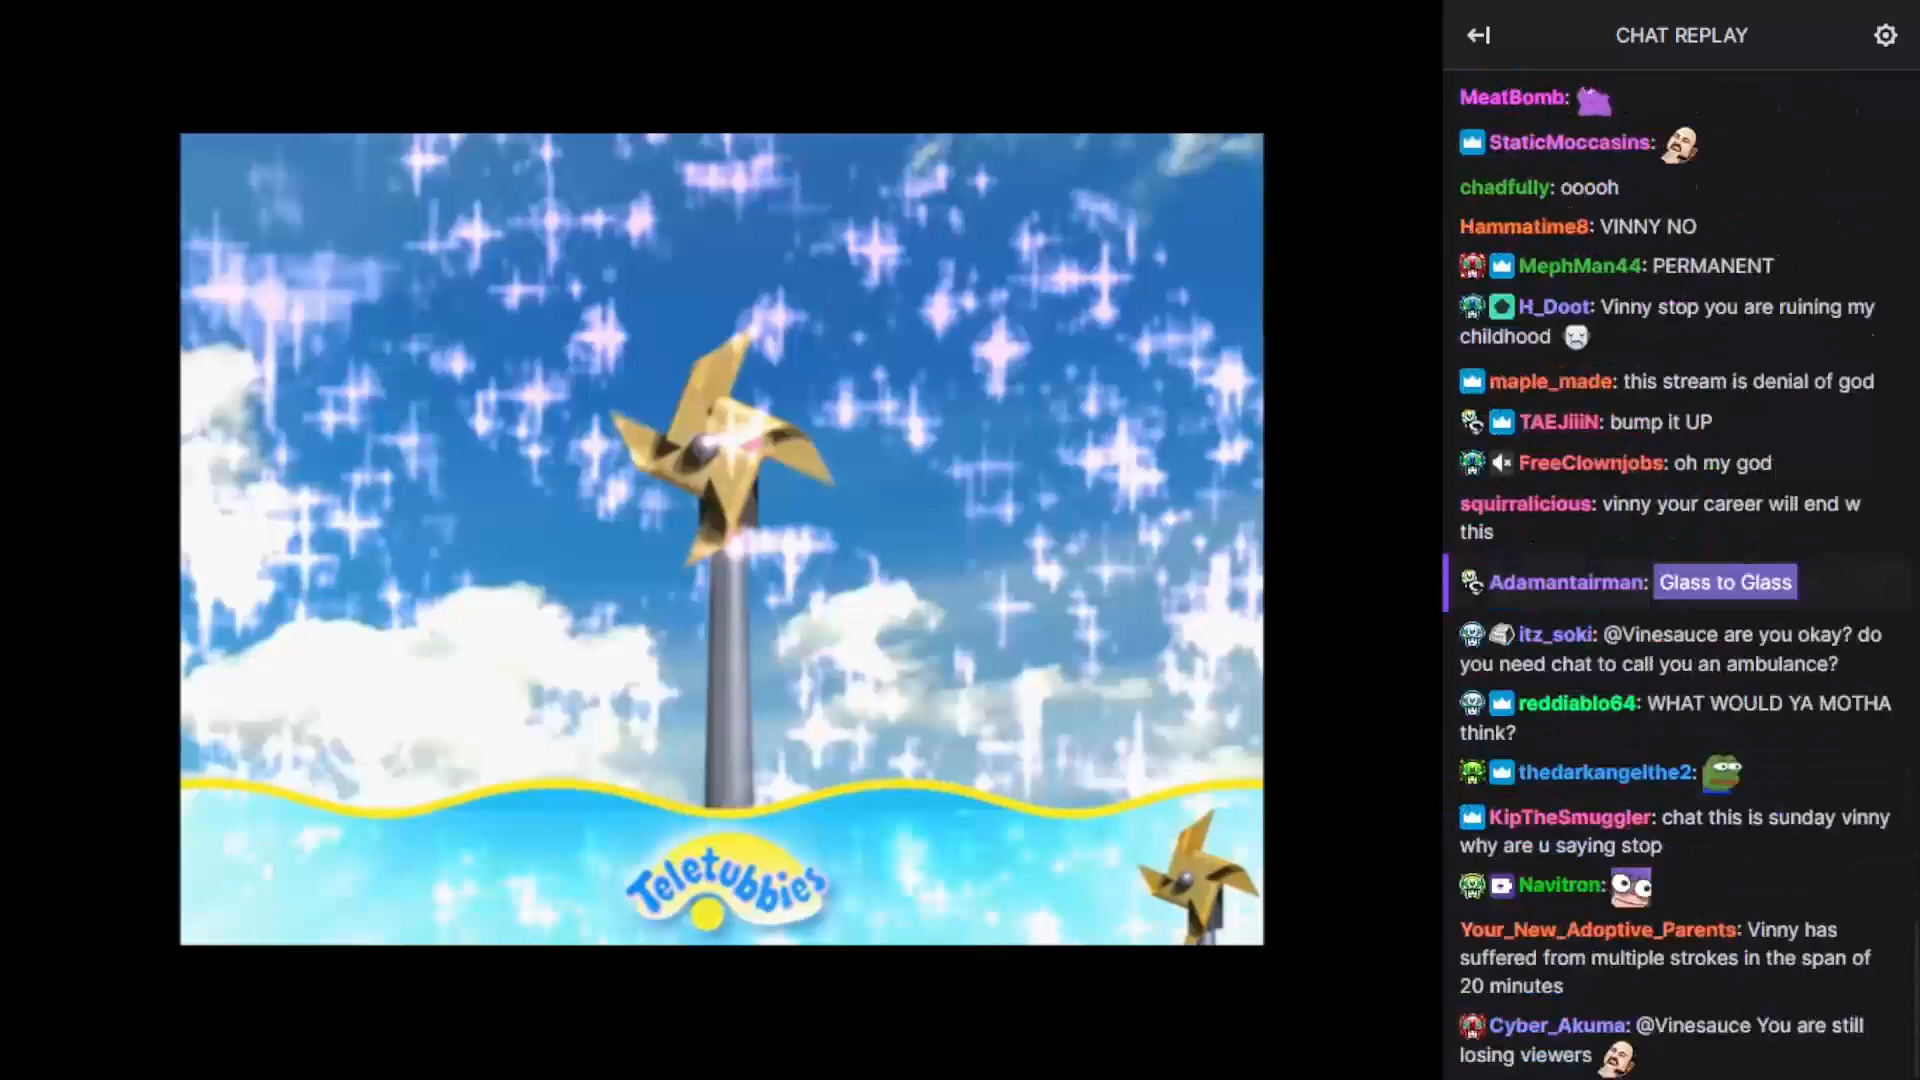 CHAT REPLAY
MeatBomb:
StaticMoccasins:
chadfully: ooooh
Hammatime8: VINNY NO
MephMan44: PERMANENT
H_Doot: Vinny stop you are ruining my
childhood
maple_made: this stream is denial of god
TAEJiiiN: bump it UP
FreeClownjobs: oh my god
squirralicious: vinny your career will end w
this
Adamantairman: Glass to Glass
itz_soki: @Vinesauce are you okay? do
you need chat to call you an ambulance?
reddiablo64: WHAT WOULD YA MOTHA
think?
thedarkangelthe2:
KipTheSmuggler: chat this is sunday vinny
why are u saying stop
Navitron:
Your_New_Adoptive_Parents: Vinny has
suffered from multiple strokes in the span of
20 minutes
Cyber_Akuma: @Vinesauce You are still
losing viewers
Teletubbies